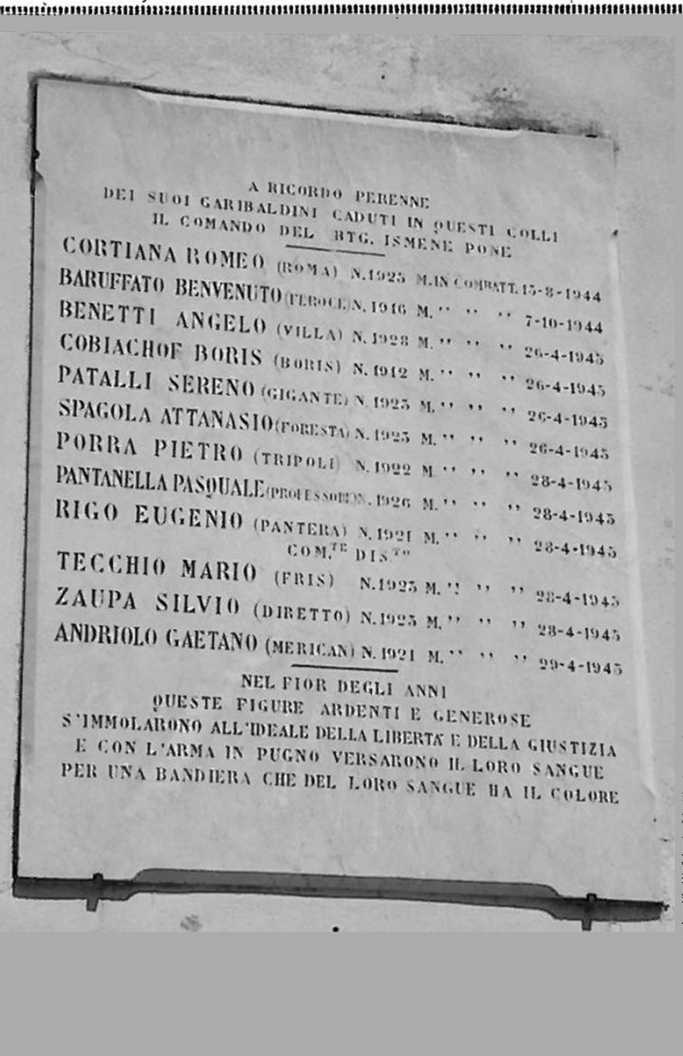 A RICORDO PERENNE
DEI SUOI GARIBALDINI CADUTI IN QUESTI COLLI
IL COMANDO DEL BTG. ISMENE PONE
CORTIANA ROMEO (ROMA) N.1925 M. IN COMBATT. 15-8-1944
BARUFFATO BENVENUTO (FEROCE) N. 1916 M. " " " 7-10-1944
BENETTI ANGELO (VILLA) N. 1928 M. " " " 26-4-1945
COBIACHOF BORIS (BORIS) N. 1912 M. " " " 26-4-1945
PATALLI SERENO (GIGANTE) N. 1925 M. " " " 26-4-1945
SPAGOLA ATTANASIO (FORESTA) N. 1925 M. " " " 26-4-1945
PORRA PIETRO (TRIPOLI) N. 1922 M " " " 28-4-1945
PANTANELLA PASQUALE (PROFESSORE) N. 1926 M. " " " 28-4-1945
RIGO EUGENIO (PANTERA) N. 1921 M. " " " 28-4-1945
COM.TE DIS.TO
TECCHIO MARIO (FRIS) N.1925 M. " " " 28-4-1945
ZAUPA SILVIO (DIRETTO) N. 1925 M. " " " 28-4-1945
ANDRIOLO GAETANO (MERICAN) N. 1921 M. " " " 29-4-1945
NEL FIOR DEGLI ANNI
QUESTE FIGURE ARDENTI E GENEROSE
S'IMMOLARONO ALL'IDEALE DELLA LIBERTA' E DELLA GIUSTIZIA
E CON L'ARMA IN PUGNO VERSARONO IL LORO SANGUE
PER UNA BANDIERA CHE DEL LORO SANGUE HA IL COLORE